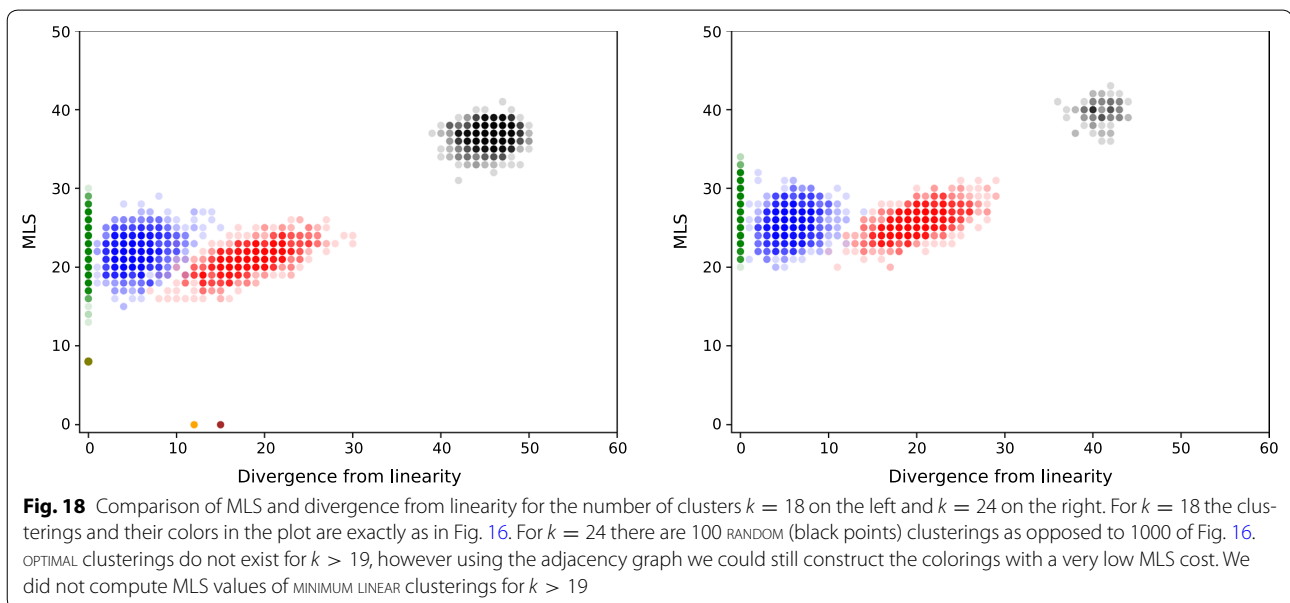 50
40
30
20
10
0
MLS
0 10 20 30 40 50 60
Divergence from linearity
50
40
30
20
10
0
MLS
0 10 20 30 40 50 60
Divergence from linearity
Fig. 18 Comparison of MLS and divergence from linearity for the number of clusters k = 18 on the left and k = 24 on the right. For k = 18 the clus-
terings and their colors in the plot are exactly as in Fig. 16. For k = 24 there are 100 RANDOM (black points) clusterings as opposed to 1000 of Fig. 16.
OPTIMAL clusterings do not exist for k > 19, however using the adjacency graph we could still construct the colorings with a very low MLS cost. We
did not compute MLS values of MINIMUM LINEAR clusterings for k > 19